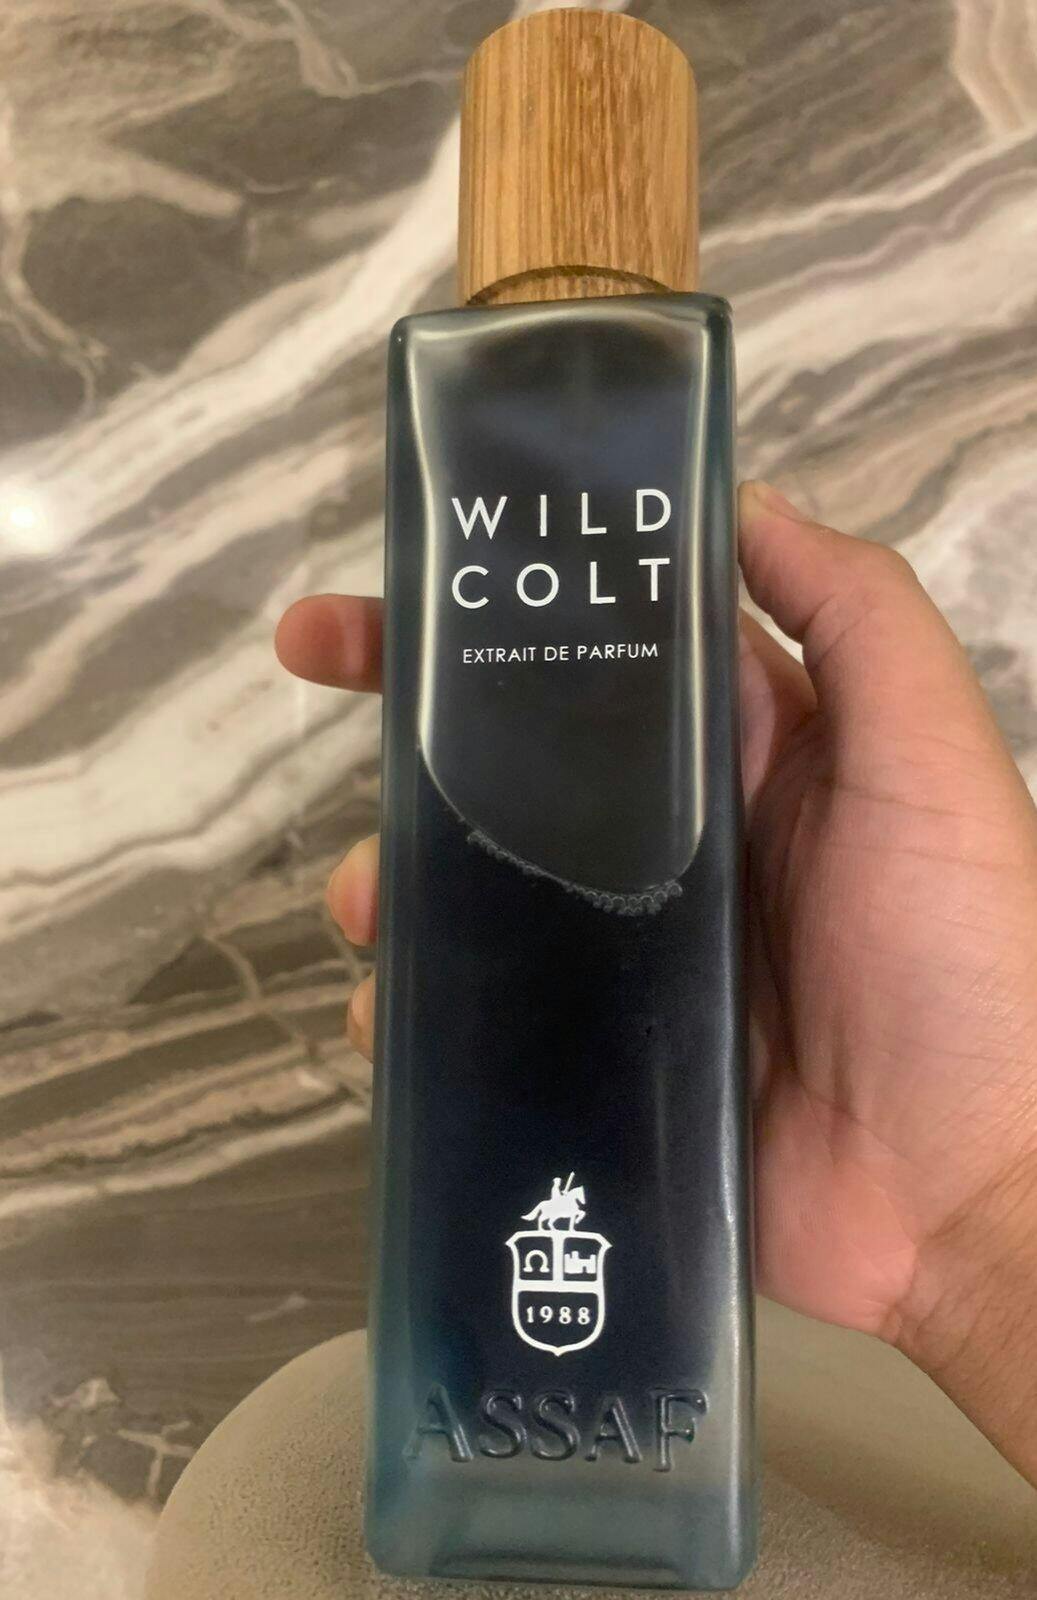 WILD
COLT
EXTRAIT DE PARFUM
Ω
1988
ASSAF